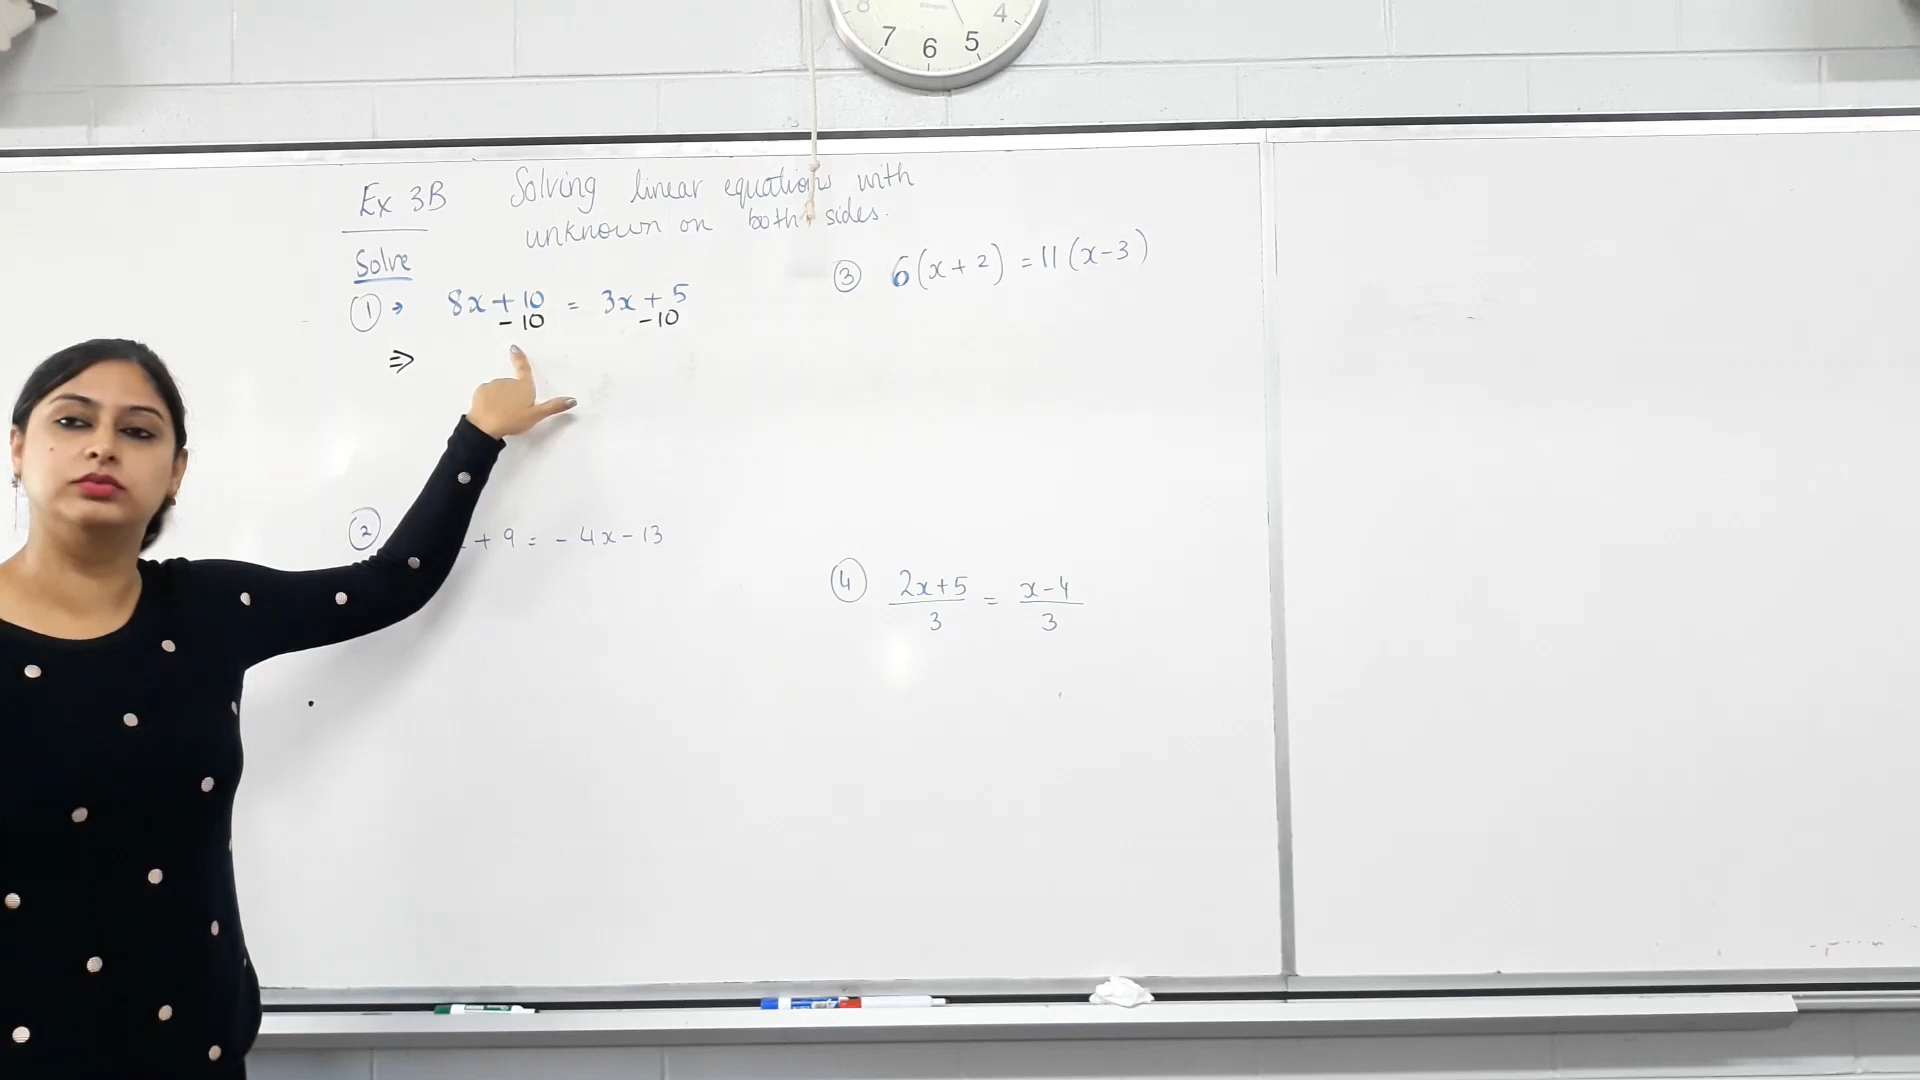 8 7 6 5 4
Ex 3B Solving linear equations with
unknown on both sides.
Solve
① → 8x + 10 = 3x + 5
- 10 - 10
⇒
② + 9 = - 4x - 13
③ 6(x + 2) = 11(x - 3)
④ 2x + 5 / 3 = x - 4 / 3